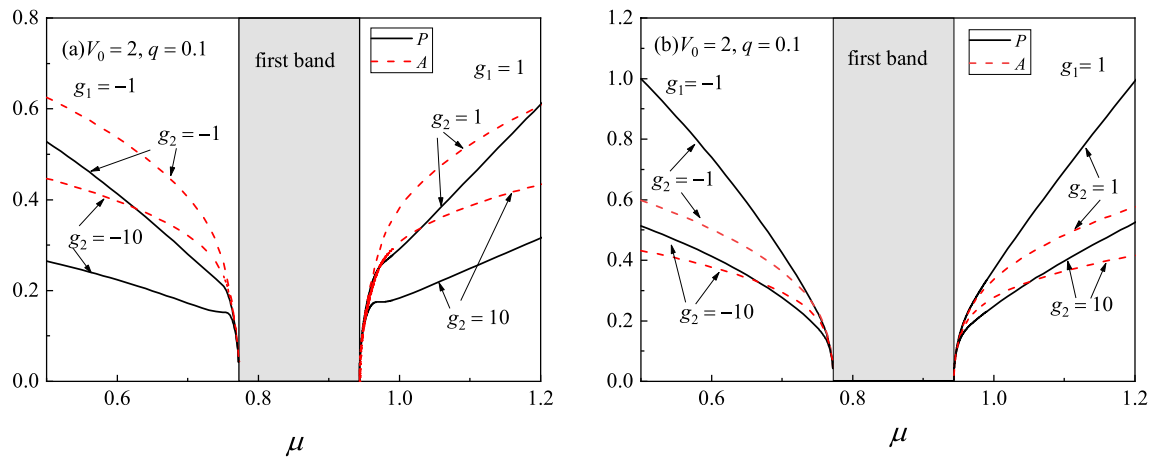 (a)V₀ = 2, q = 0.1
first band
P
A
g₁ = −1
g₁ = 1
g₂ = −1
g₂ = 1
g₂ = −10
g₂ = 10
0.8
0.6
0.4
0.2
0.0
0.6 0.8 1.0 1.2
μ
(b)V₀ = 2, q = 0.1
first band
P
A
g₁= −1
g₁= 1
g₂ = −1
g₂ = 1
g₂ = −10
g₂ = 10
1.2
1.0
0.8
0.6
0.4
0.2
0.0
0.6 0.8 1.0 1.2
μ